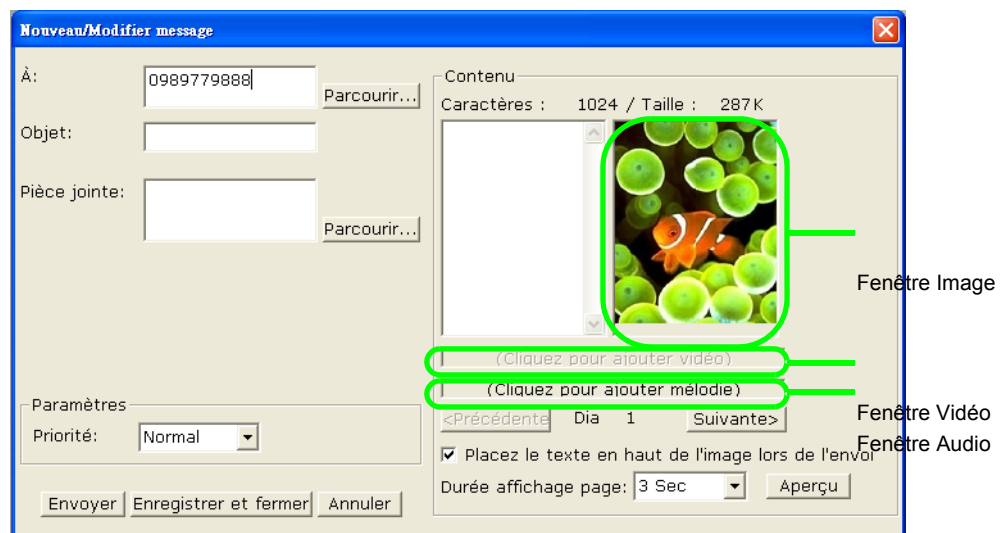 Nouveau/Modifier message
À:
0989779888
Parcourir...
Objet:
Pièce jointe:
Parcourir...
Contenu
Caractères : 1024 / Taille : 287K
Fenêtre Image
(Cliquez pour ajouter vidéo)
(Cliquez pour ajouter mélodie)
Fenêtre Vidéo
Fenêtre Audio
<Précédente Dia 1 Suivante>
Placez le texte en haut de l'image lors de l'envoi
Durée affichage page: 3 Sec Aperçu
Paramètres
Priorité: Normal
Envoyer Enregistrer et fermer Annuler